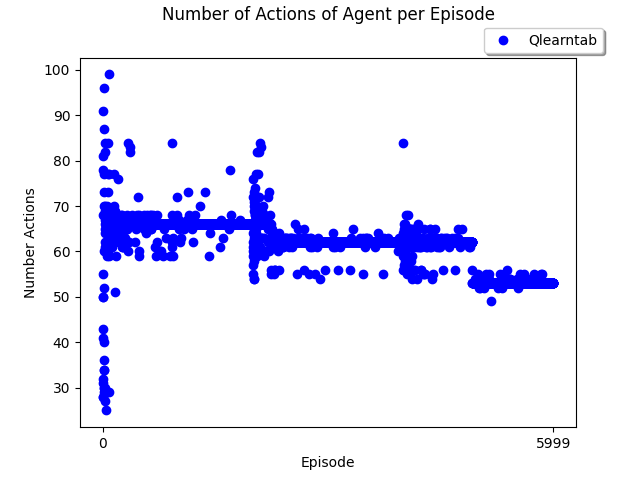 Number of Actions of Agent per Episode
Qlearntab
100
90
80
70
60
50
40
30
Number Actions
0
5999
Episode